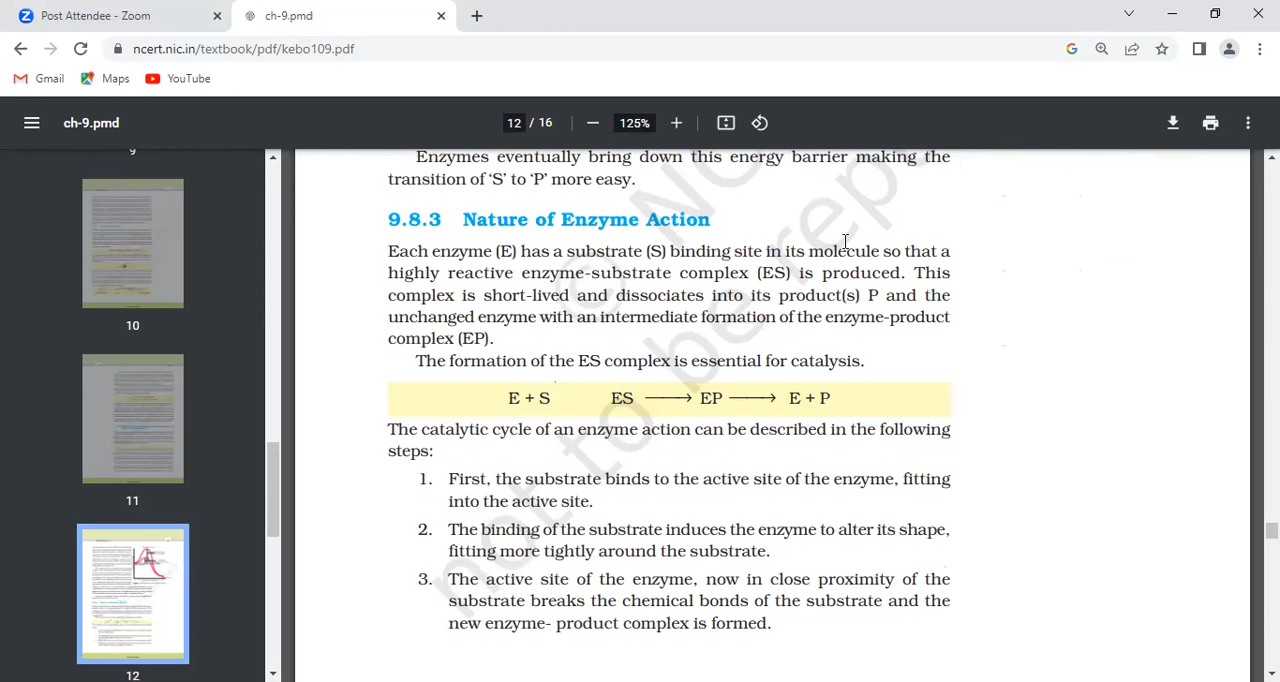 Post Attendee - Zoom
ch-9.pmd
ncert.nic.in/textbook/pdf/kebo109.pdf
Gmail Maps YouTube
ch-9.pmd 12 / 16 125%
9
10
11
12
Enzymes eventually bring down this energy barrier making the
transition of ‘S’ to ‘P’ more easy.
9.8.3 Nature of Enzyme Action
Each enzyme (E) has a substrate (S) binding site in its molecule so that a
highly reactive enzyme-substrate complex (ES) is produced. This
complex is short-lived and dissociates into its product(s) P and the
unchanged enzyme with an intermediate formation of the enzyme-product
complex (EP).
The formation of the ES complex is essential for catalysis.
E + S ES ⟶ EP ⟶ E + P
The catalytic cycle of an enzyme action can be described in the following
steps:
1. First, the substrate binds to the active site of the enzyme, fitting
into the active site.
2. The binding of the substrate induces the enzyme to alter its shape,
fitting more tightly around the substrate.
3. The active site of the enzyme, now in close proximity of the
substrate breaks the chemical bonds of the substrate and the
new enzyme- product complex is formed.
© NC
not to be repu